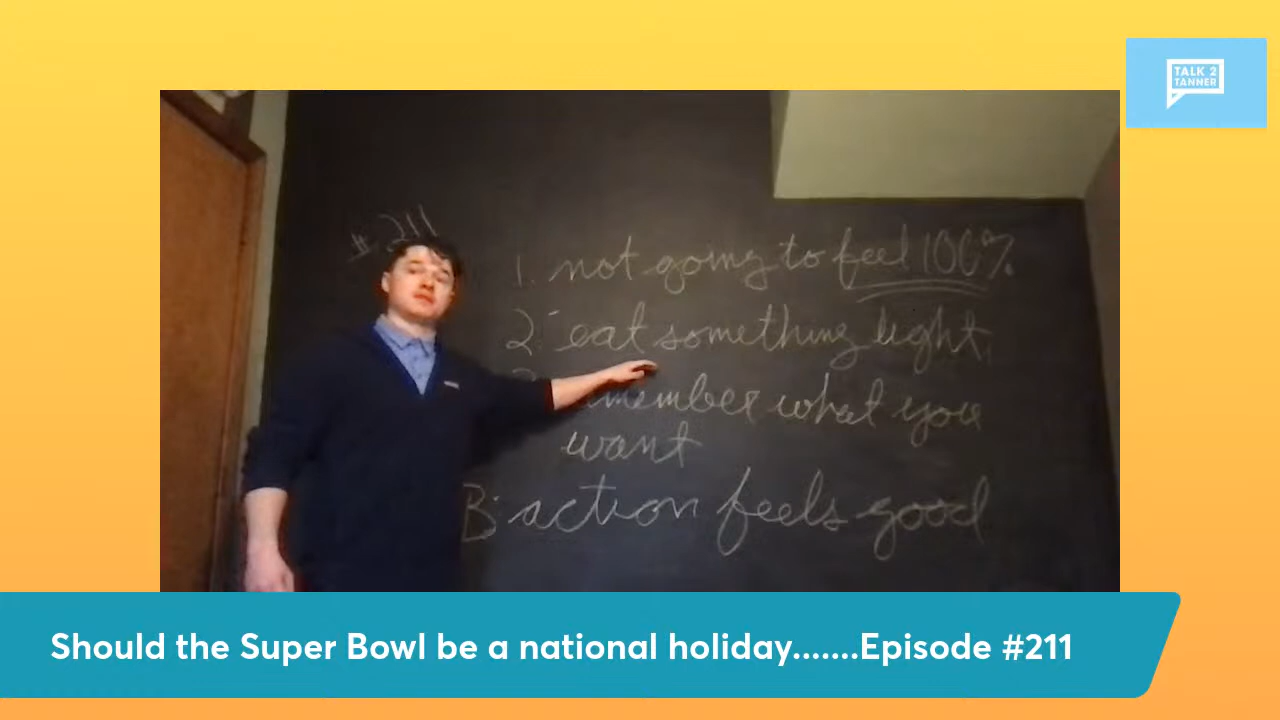 TALK 2
TANNER
# 211
1. not going to feel 100%
2. eat something light
remember what you
want
B: action feels good
Should the Super Bowl be a national holiday.......Episode #211